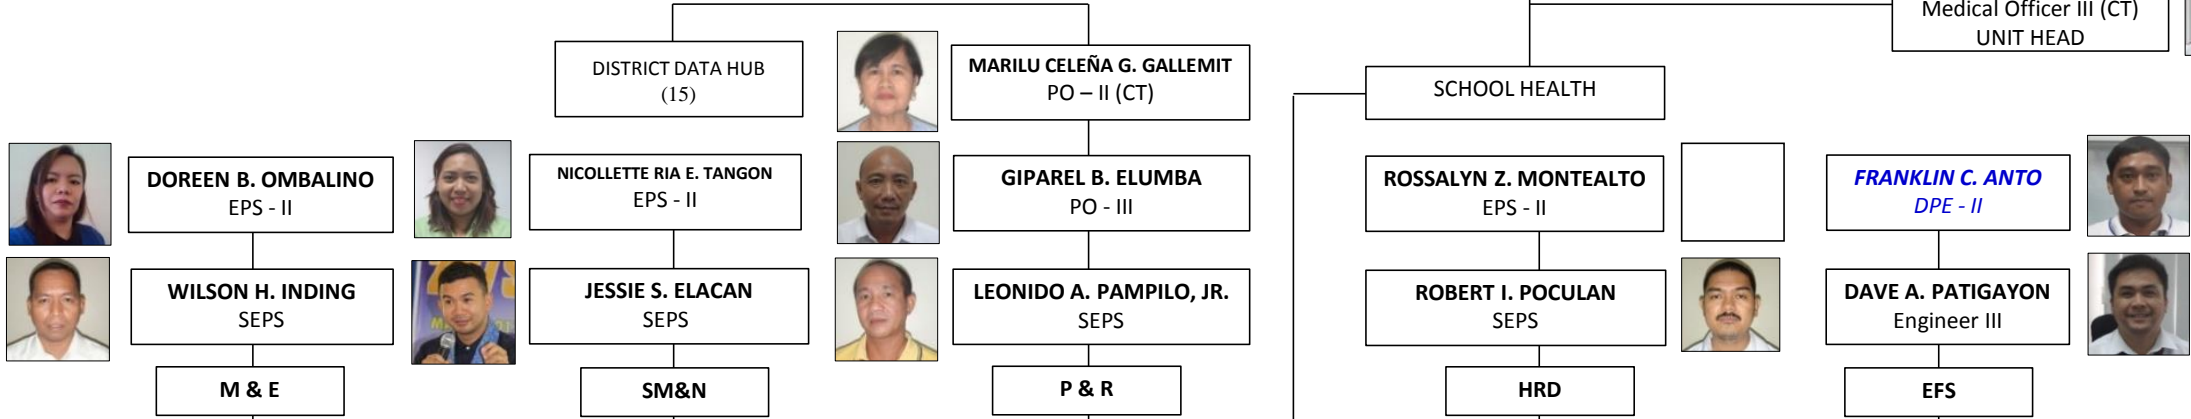 Medical Officer III (CT)
UNIT HEAD
DISTRICT DATA HUB
(15)
MARILU CELEÑA G. GALLEMIT
PO – II (CT)
SCHOOL HEALTH
DOREEN B. OMBALINO
EPS - II
NICOLLETTE RIA E. TANGON
EPS - II
GIPAREL B. ELUMBA
PO - III
ROSSALYN Z. MONTEALTO
EPS - II
FRANKLIN C. ANTO
DPE - II
WILSON H. INDING
SEPS
JESSIE S. ELACAN
SEPS
LEONIDO A. PAMPILO, JR.
SEPS
ROBERT I. POCULAN
SEPS
DAVE A. PATIGAYON
Engineer III
M & E
SM&N
P & R
HRD
EFS